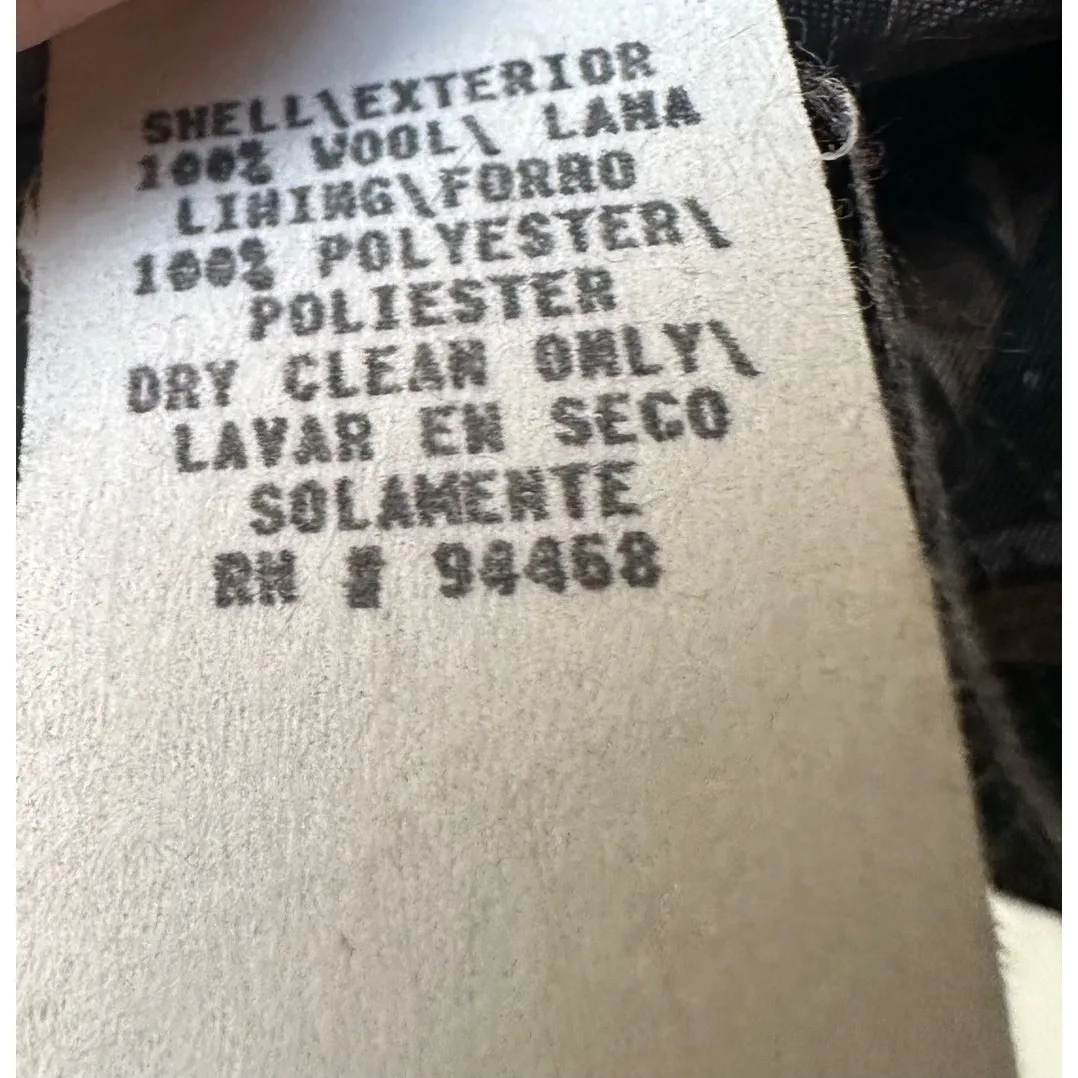 SHELL\EXTERIOR
100% WOOL\ LANA
LINING\FORRO
100% POLYESTER\
POLIESTER
DRY CLEAN ONLY\
LAVAR EN SECO
SOLAMENTE
RN # 94468